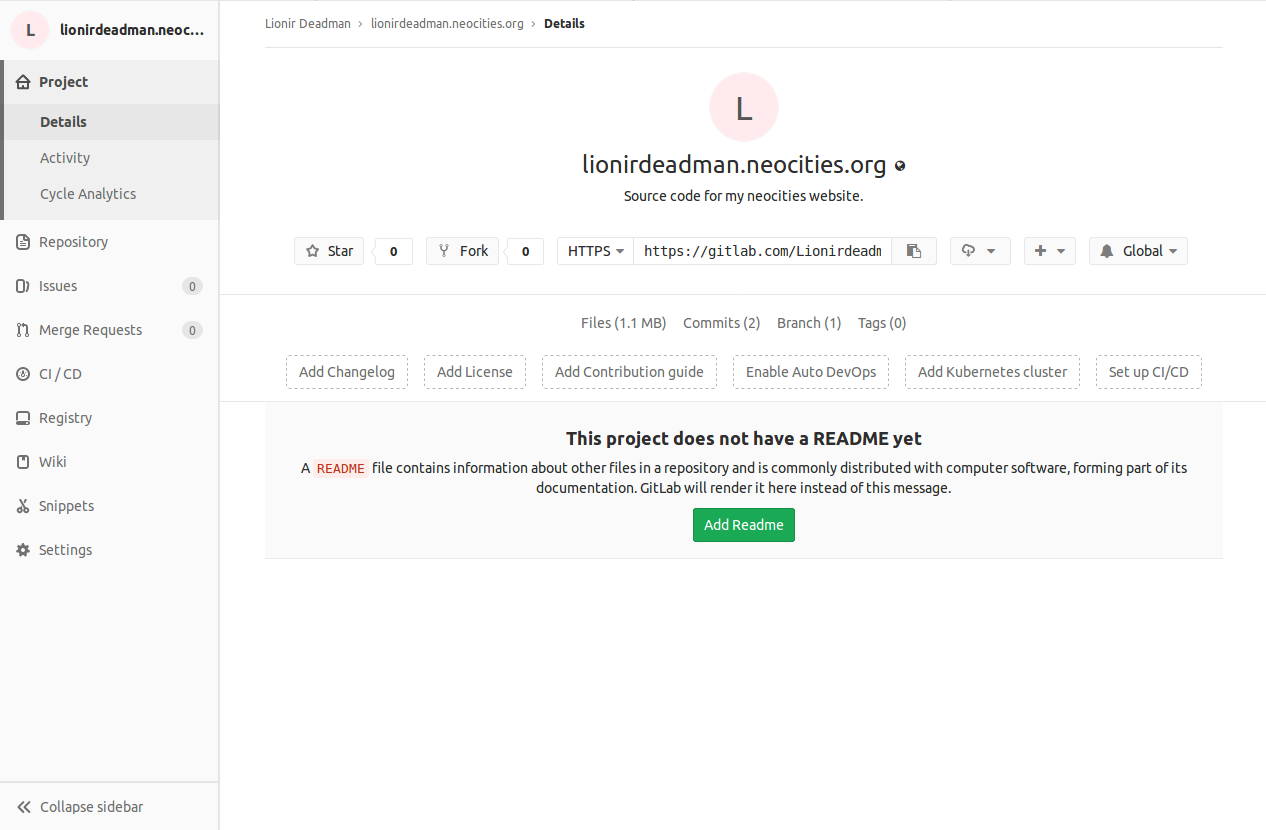 L lionirdeadman.neoc...
Project
Details
Activity
Cycle Analytics
Repository
Issues 0
Merge Requests 0
CI / CD
Registry
Wiki
Snippets
Settings
Collapse sidebar
Lionir Deadman › lionirdeadman.neocities.org › Details
L
lionirdeadman.neocities.org
Source code for my neocities website.
Star 0 Fork 0 HTTPS https://gitlab.com/Lionirdeadm Global
Files (1.1 MB) Commits (2) Branch (1) Tags (0)
Add Changelog Add License Add Contribution guide Enable Auto DevOps Add Kubernetes cluster Set up CI/CD
This project does not have a README yet
A README file contains information about other files in a repository and is commonly distributed with computer software, forming part of its
documentation. GitLab will render it here instead of this message.
Add Readme